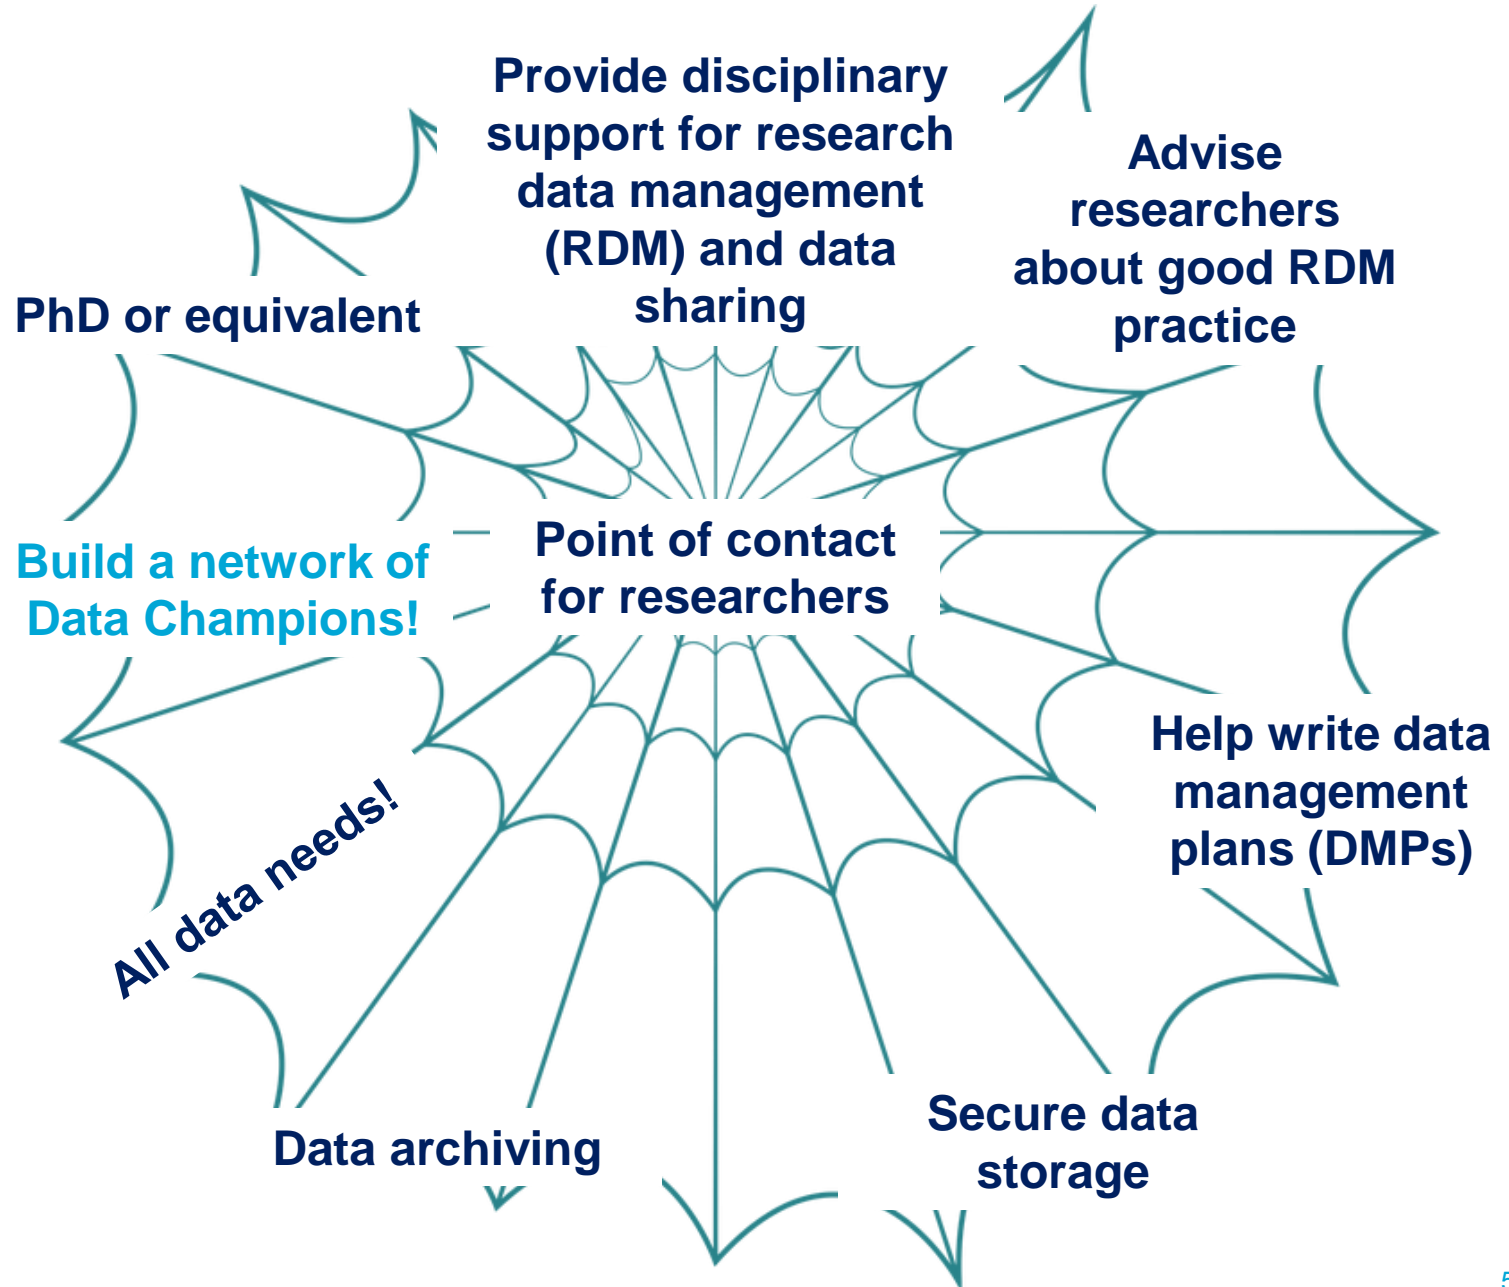 Provide disciplinary
support for research
data management
(RDM) and data
sharing
Advise
researchers
about good RDM
practice
PhD or equivalent
Build a network of
Data Champions!
Point of contact
for researchers
Help write data
management
plans (DMPs)
All data needs!
Data archiving
Secure data
storage